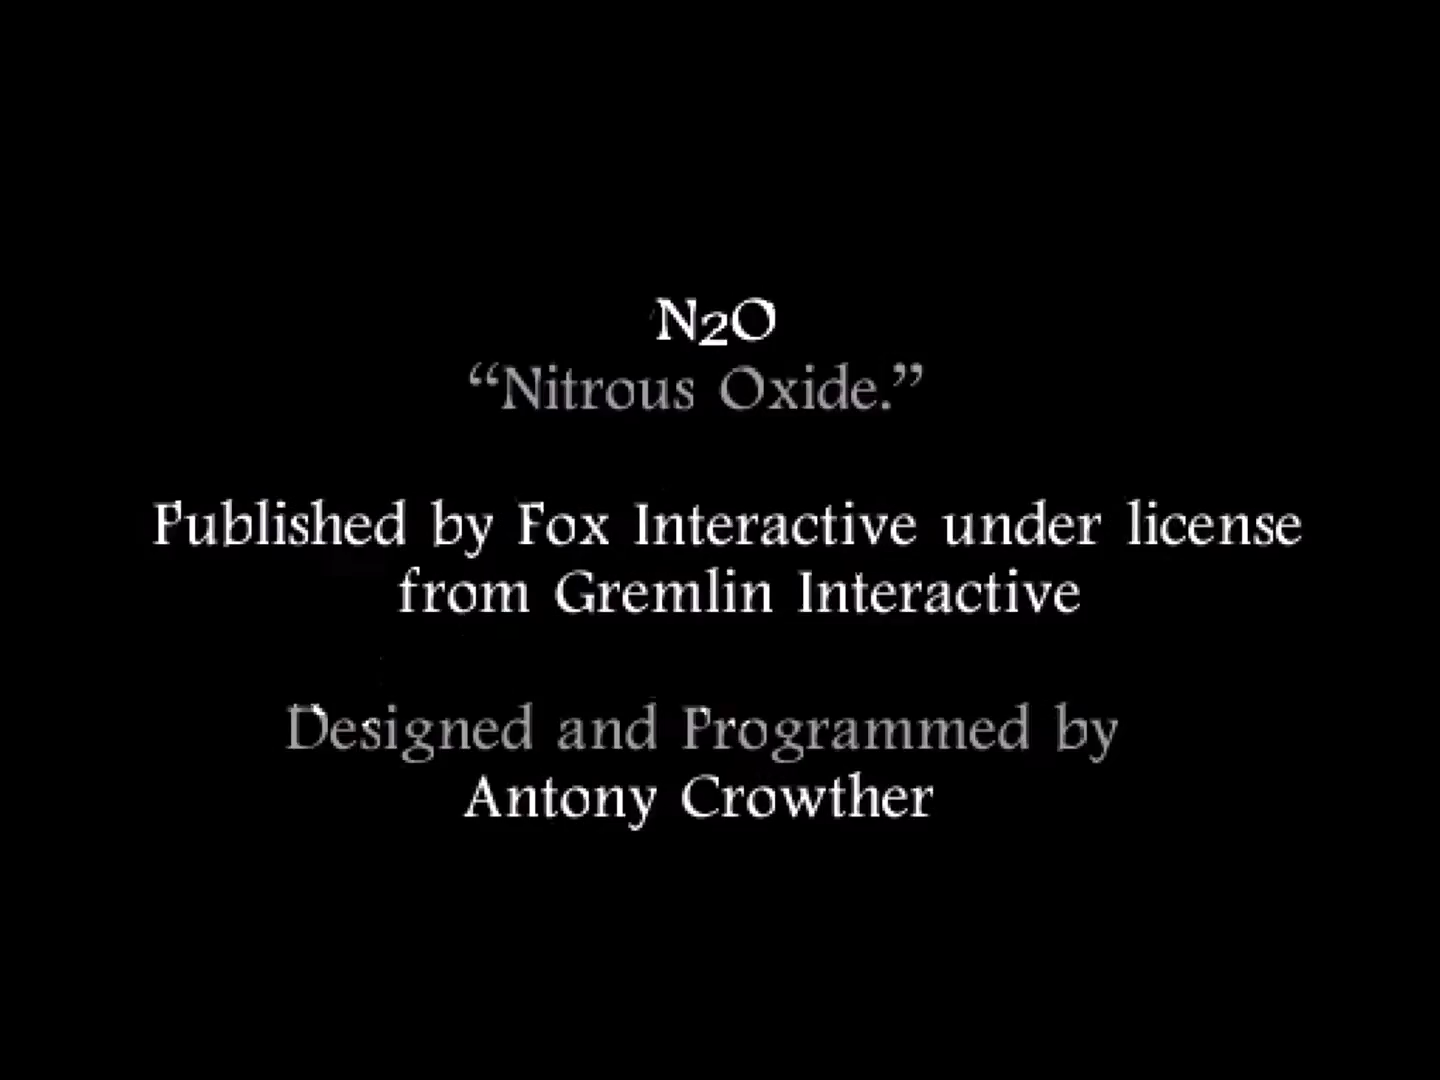 N2O
“Nitrous Oxide.”
Published by Fox Interactive under license
from Gremlin Interactive
Designed and Programmed by
Antony Crowther